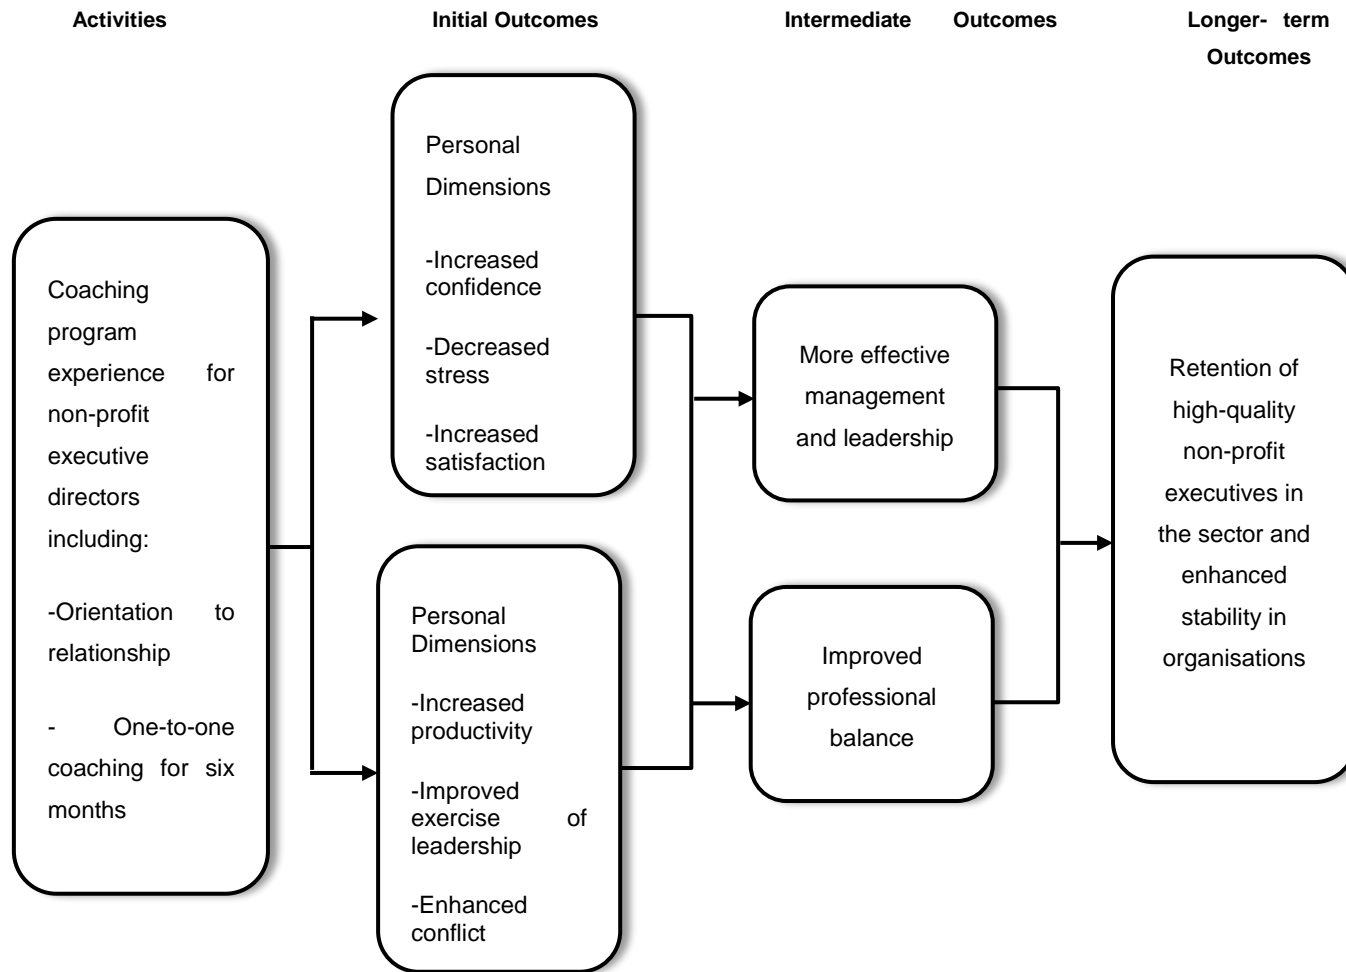 Activities
Initial Outcomes
Intermediate Outcomes
Longer- term
Outcomes
Coaching
program
experience for
non-profit
executive
directors
including:
-Orientation to
relationship
- One-to-one
coaching for six
months
Personal
Dimensions
-Increased
confidence
-Decreased
stress
-Increased
satisfaction
Personal
Dimensions
-Increased
productivity
-Improved
exercise of
leadership
-Enhanced
conflict
More effective
management
and leadership
Improved
professional
balance
Retention of
high-quality
non-profit
executives in
the sector and
enhanced
stability in
organisations